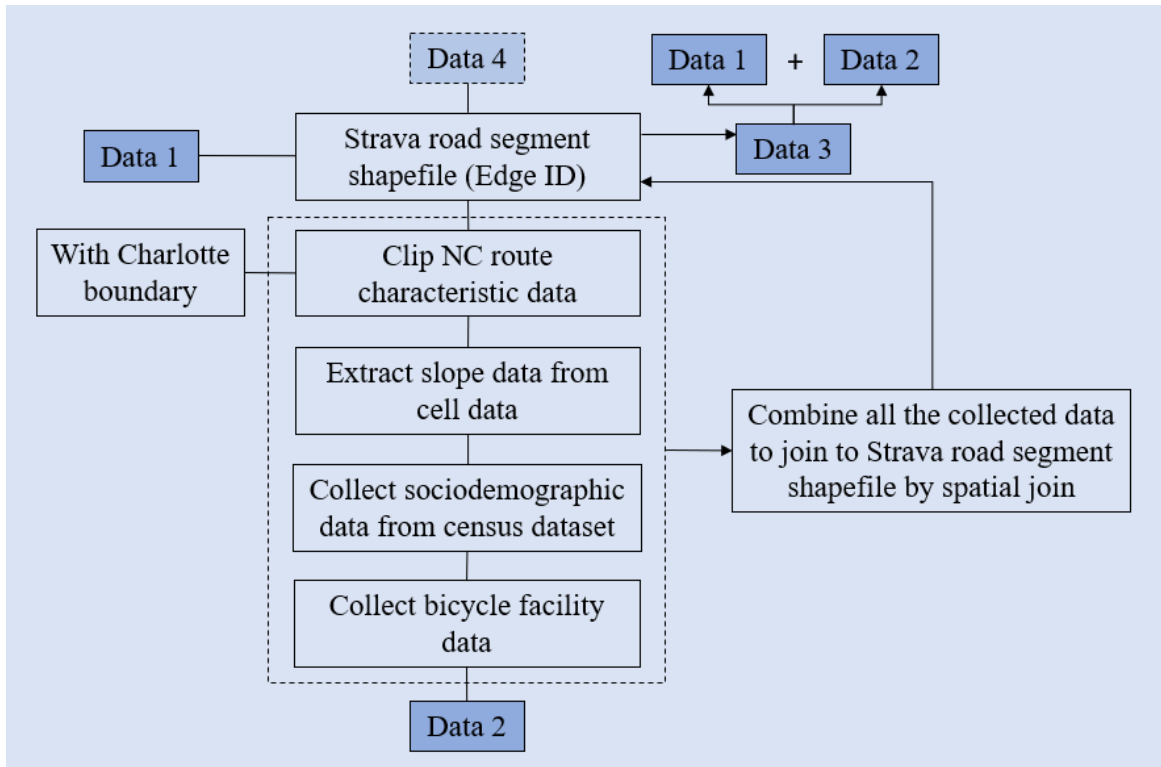 Data 4
Data 1
+
Data 2
Data 1
Strava road segment
shapefile (Edge ID)
Data 3
With Charlotte
boundary
Clip NC route
characteristic data
Extract slope data from
cell data
Combine all the collected data
to join to Strava road segment
shapefile by spatial join
Collect sociodemographic
data from census dataset
Collect bicycle facility
data
Data 2